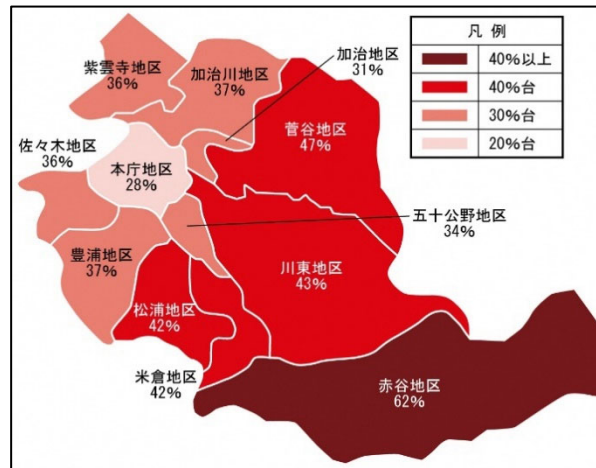 凡 例
40%以上
40%台
30%台
20%台
紫雲寺地区
36%
加治川地区
37%
加治地区
31%
菅谷地区
47%
佐々木地区
36%
本庁地区
28%
五十公野地区
34%
豊浦地区
37%
川東地区
43%
松浦地区
42%
米倉地区
42%
赤谷地区
62%